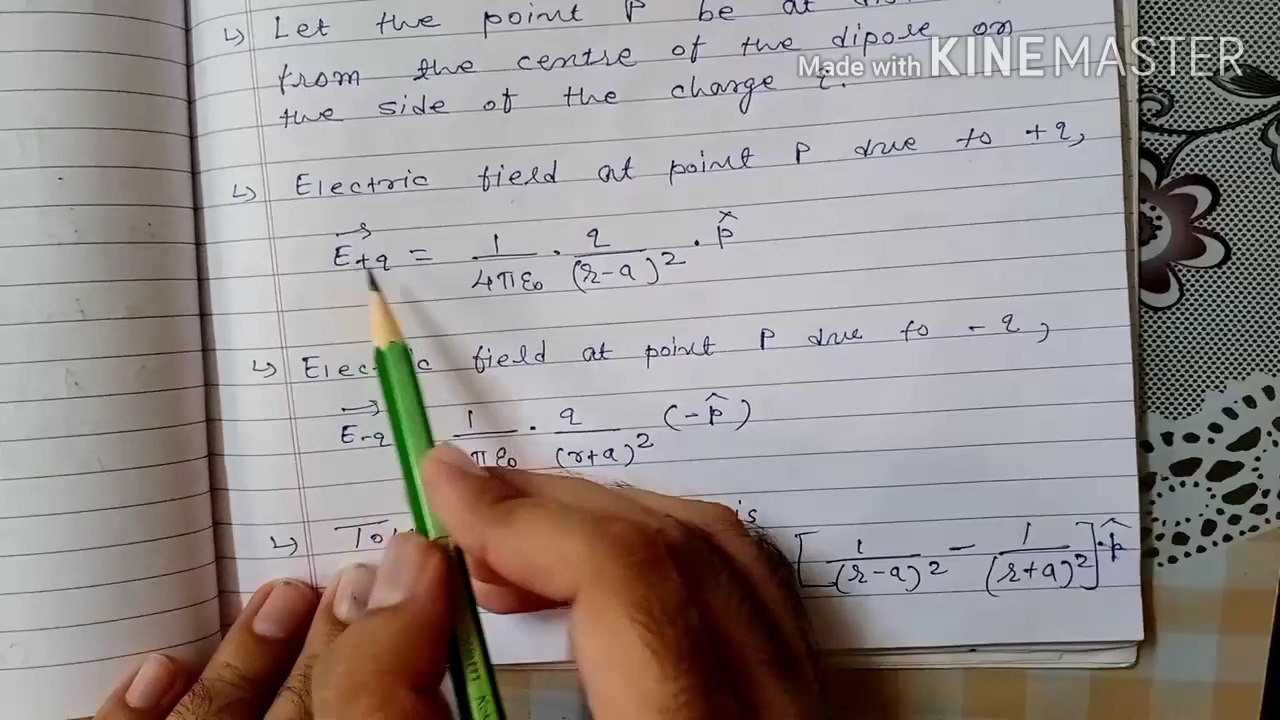 ↳ Let the point P be at
from the centre of the dipole on
Made with KINEMASTER
the side of the charge q.
↳ Electric field at point P due to +q,
E⃗+q = 1/4πε₀ · q/(r-a)² · p̂
↳ Elec c field at point P due to -q,
E⃗-q 1/πε₀ · q/(r+a)² (-p̂)
↳ is
[1/(r-a)² - 1/(r+a)²]·p̂